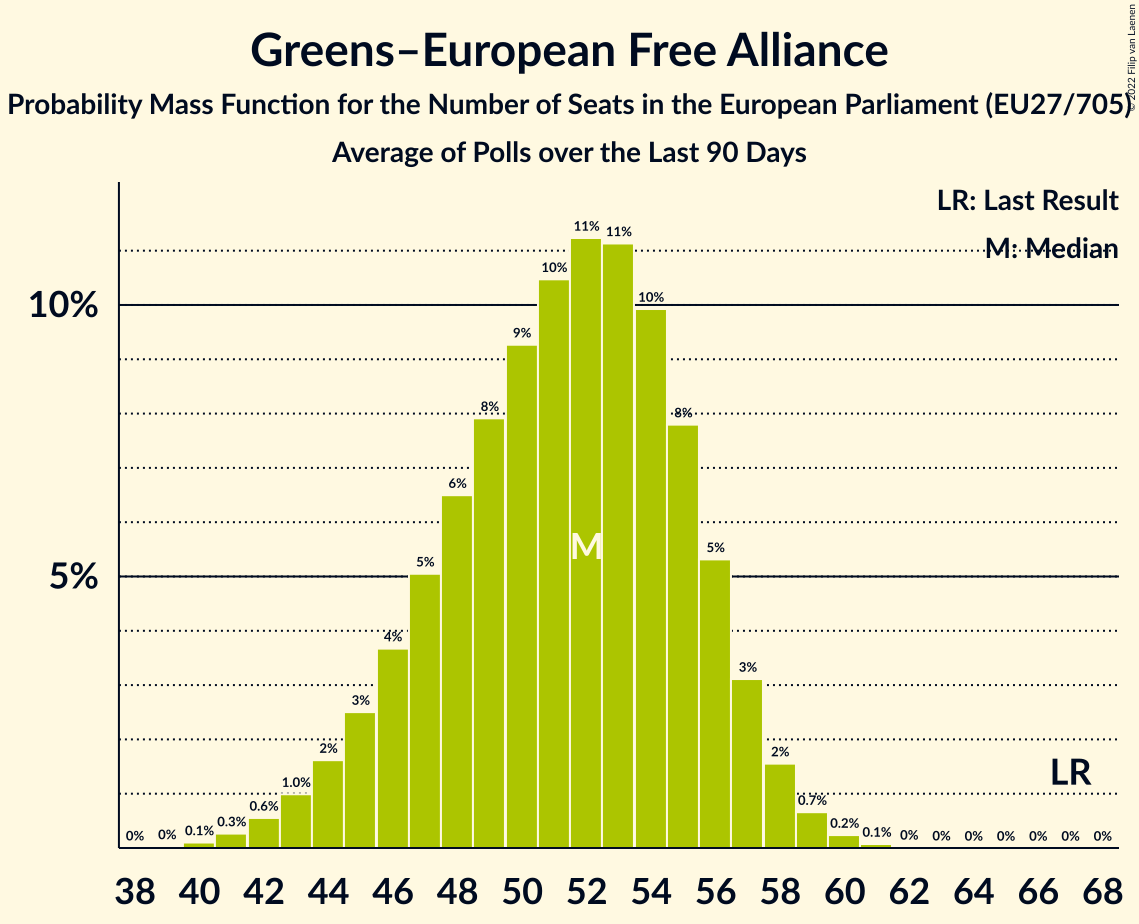 Greens–European Free Alliance
Probability Mass Function for the Number of Seats in the European Parliament (EU27/705)
Average of Polls over the Last 90 Days
© 2022 Filip van Laenen
LR: Last Result
M: Median
10%
5%
0% 0% 0.1% 0.3% 0.6% 1.0% 2% 3% 4% 5% 6% 8% 9% 10% 11% 11% 10% 8% 5% 3% 2% 0.7% 0.2% 0.1% 0% 0% 0% 0% 0% 0% 0%
M
LR
38 40 42 44 46 48 50 52 54 56 58 60 62 64 66 68